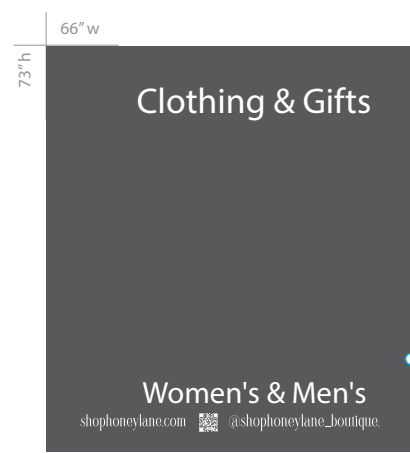 66” w
73” h
Clothing & Gifts
Women's & Men's
shophoneylane.com @shophoneylane_boutique.